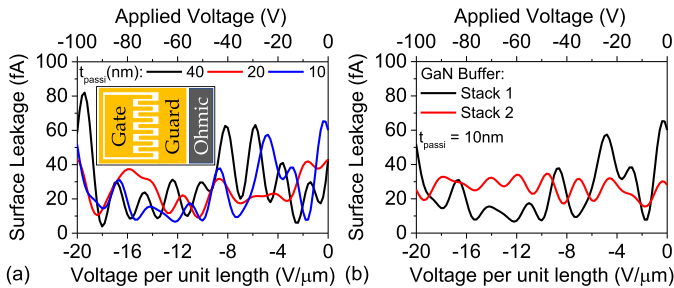 Applied Voltage (V)
-100 -80 -60 -40 -20 0
Surface Leakage (fA)
100
80
60
40
20
0
t_passi(nm): 40 20 10
Gate
Guard
Ohmic
-20 -16 -12 -8 -4 0
(a) Voltage per unit length (V/μm)
Applied Voltage (V)
-100 -80 -60 -40 -20 0
Surface Leakage (fA)
100
80
60
40
20
0
GaN Buffer:
Stack 1
Stack 2
t_passi = 10nm
-20 -16 -12 -8 -4 0
(b) Voltage per unit length (V/μm)